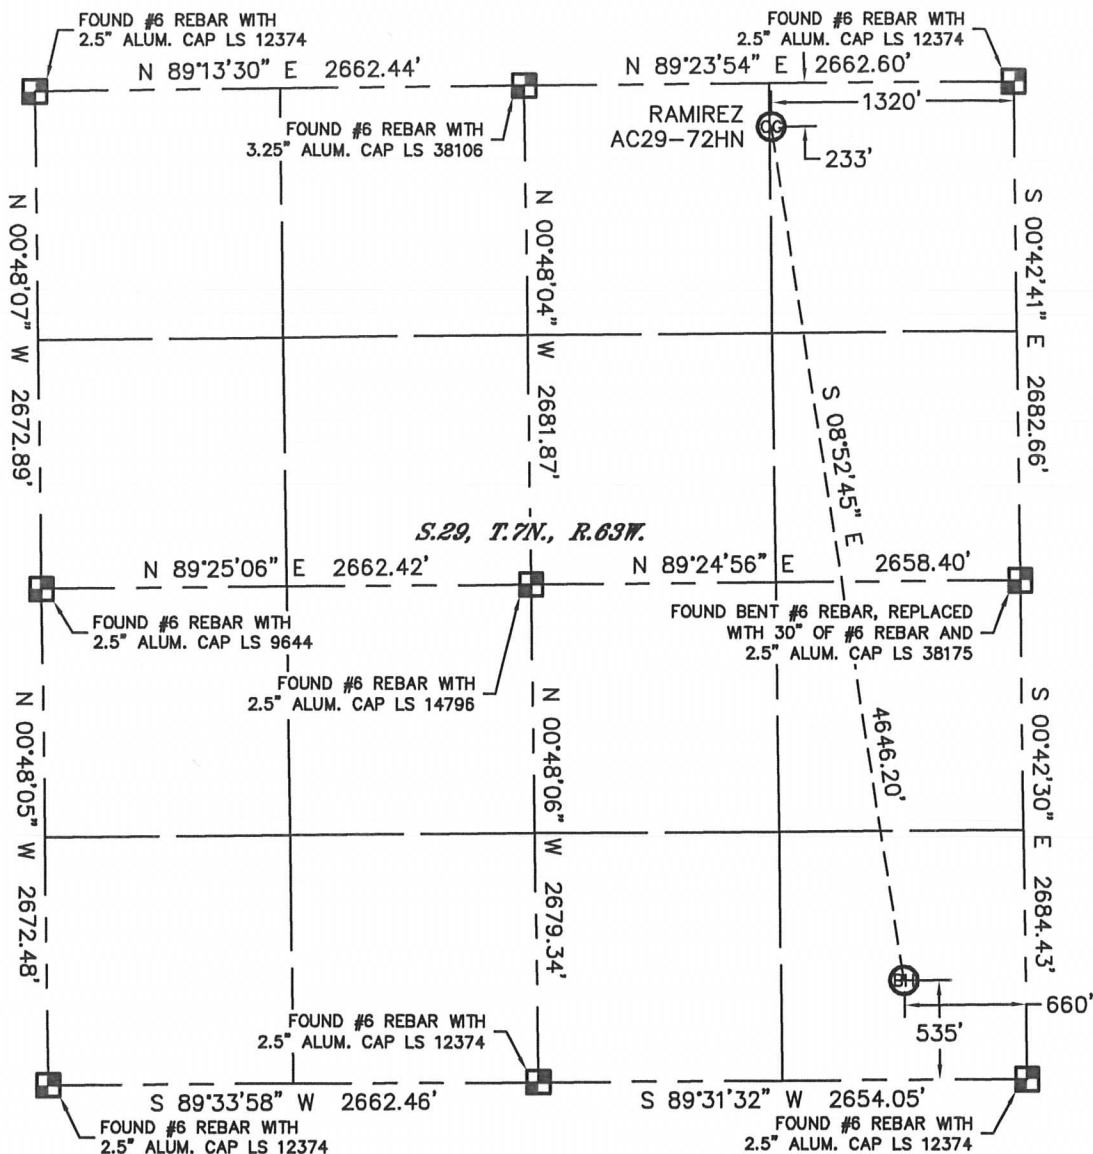 FOUND #6 REBAR WITH
2.5" ALUM. CAP LS 12374
FOUND #6 REBAR WITH
2.5" ALUM. CAP LS 12374
N 89°13'30" E 2662.44'
N 89°23'54" E 2662.60'
1320'
FOUND #6 REBAR WITH
3.25" ALUM. CAP LS 38106
RAMIREZ
AC29-72HN
OG
233'
N 00°48'07" W 2672.89'
N 00°48'04" W 2681.87'
S 00°42'41" E 2682.66'
S 08°52'45" E
4646.20'
S.29, T.7N., R.63W.
N 89°25'06" E 2662.42'
N 89°24'56" E 2658.40'
FOUND #6 REBAR WITH
2.5" ALUM. CAP LS 9644
FOUND BENT #6 REBAR, REPLACED
WITH 30" OF #6 REBAR AND
2.5" ALUM. CAP LS 38175
FOUND #6 REBAR WITH
2.5" ALUM. CAP LS 14796
N 00°48'05" W 2672.48'
N 00°48'06" W 2679.34'
S 00°42'30" E 2684.43'
BH
660'
535'
FOUND #6 REBAR WITH
2.5" ALUM. CAP LS 12374
S 89°33'58" W 2662.46'
S 89°31'32" W 2654.05'
FOUND #6 REBAR WITH
2.5" ALUM. CAP LS 12374
FOUND #6 REBAR WITH
2.5" ALUM. CAP LS 12374